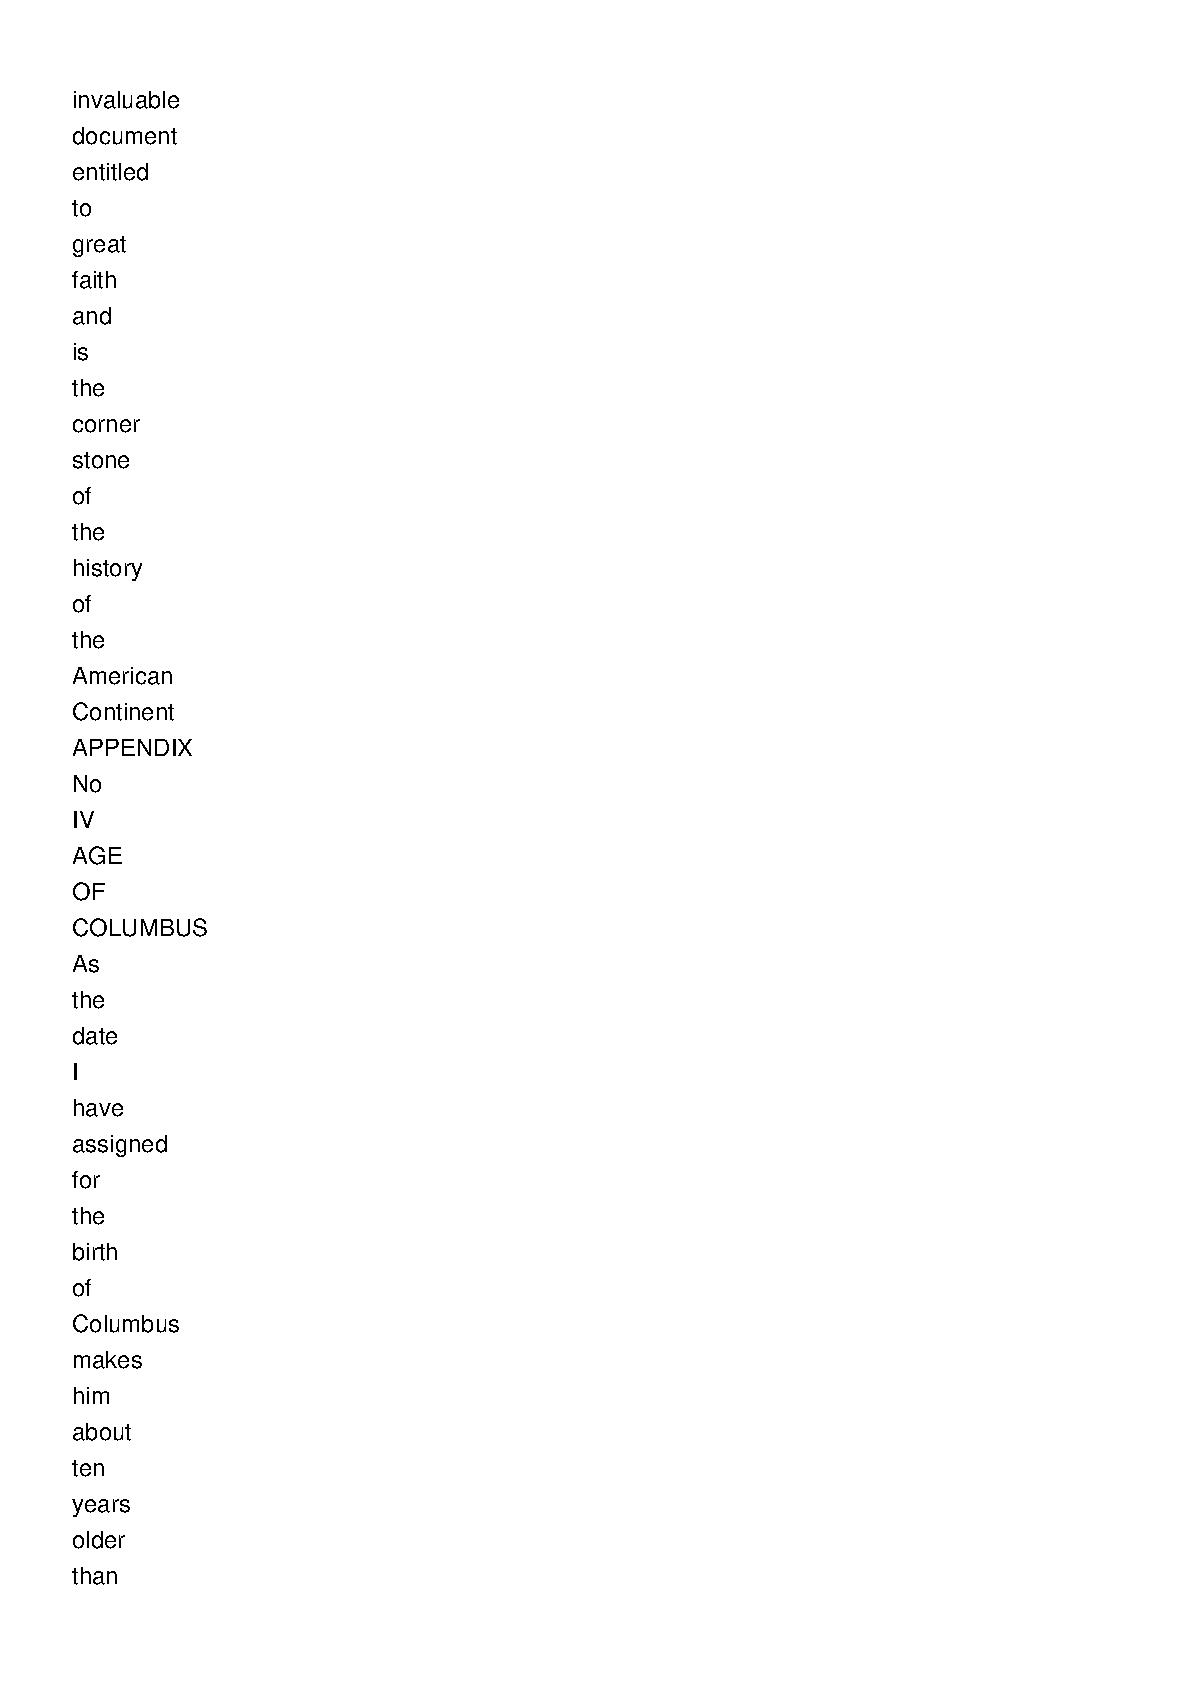 invaluable
document
entitled
to
great
faith
and
is
the
corner
stone
of
the
history
of
the
American
Continent
APPENDIX
No
IV
AGE
OF
COLUMBUS
As
the
date
I
have
assigned
for
the
birth
of
Columbus
makes
him
about
ten
years
older
than